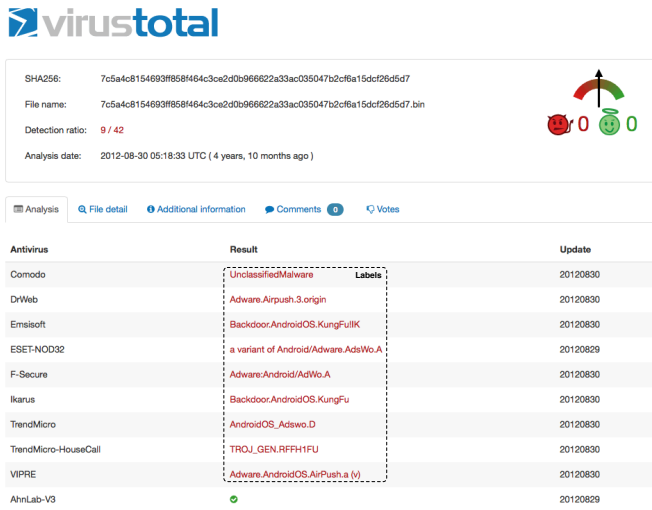 virustotal
SHA256: 7c5a4c8154693ff858f464c3ce2d0b966622a33ac035047b2cf6a15dcf26d5d7
File name: 7c5a4c8154693ff858f464c3ce2d0b966622a33ac035047b2cf6a15dcf26d5d7.bin
Detection ratio: 9 / 42
0 0
Analysis date: 2012-08-30 05:18:33 UTC ( 4 years, 10 months ago )
Analysis File detail Additional information Comments 0 Votes
Antivirus Result Update
Comodo UnclassifiedMalware Labels 20120830
DrWeb Adware.Airpush.3.origin 20120830
Emsisoft Backdoor.AndroidOS.KungFu!IK 20120830
ESET-NOD32 a variant of Android/Adware.AdsWo.A 20120829
F-Secure Adware:Android/AdWo.A 20120830
Ikarus Backdoor.AndroidOS.KungFu 20120830
TrendMicro AndroidOS_Adswo.D 20120830
TrendMicro-HouseCall TROJ_GEN.RFFH1FU 20120830
VIPRE Adware.AndroidOS.AirPush.a (v) 20120830
AhnLab-V3 20120829